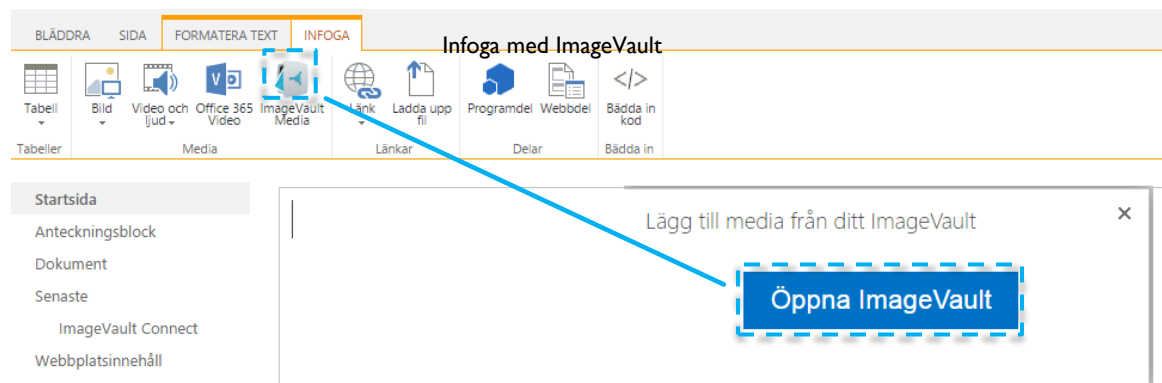 BLÄDDRA SIDA FORMATERA TEXT INFOGA
Infoga med ImageVault
Tabell Bild Video och ljud Office 365 Video ImageVault Media Länk Ladda upp fil Programdel Webbdel </> Bädda in kod
Tabeller Media Länkar Delar Bädda in
Startsida
Anteckningsblock
Dokument
Senaste
ImageVault Connect
Webbplatsinnehåll
Lägg till media från ditt ImageVault ×
Öppna ImageVault